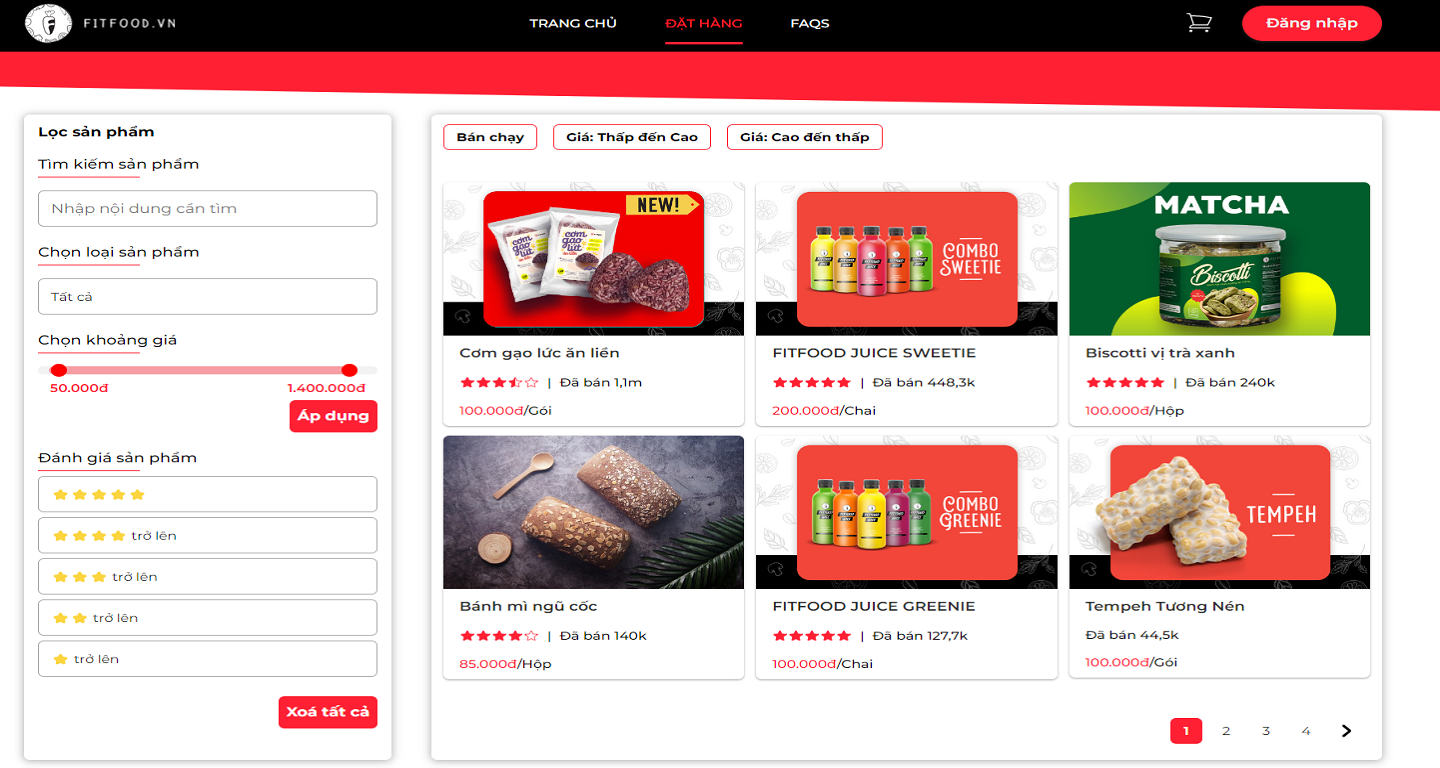 FITFOOD.VN
TRANG CHỦ
ĐẶT HÀNG
FAQS
Đăng nhập
Lọc sản phẩm
Tìm kiếm sản phẩm
Nhập nội dung cần tìm
Chọn loại sản phẩm
Tất cả
Chọn khoảng giá
50.000đ
1.400.000đ
Áp dụng
Đánh giá sản phẩm
trở lên
trở lên
trở lên
trở lên
Xoá tất cả
Bán chạy
Giá: Thấp đến Cao
Giá: Cao đến thấp
NEW!
cơm
gạo
lứt
cơm
gạo
lứt
Cơm gạo lức ăn liền
| Đã bán 1,1m
100.000đ/Gói
COMBO
SWEETIE
FITFOOD JUICE SWEETIE
| Đã bán 448,3k
200.000đ/Chai
MATCHA
Biscotti
Biscotti vị trà xanh
| Đã bán 240k
100.000đ/Hộp
Bánh mì ngũ cốc
| Đã bán 140k
85.000đ/Hộp
COMBO
GREENIE
FITFOOD JUICE GREENIE
| Đã bán 127,7k
100.000đ/Chai
TEMPEH
Tempeh Tương Nén
Đã bán 44,5k
100.000đ/Gói
1 2 3 4